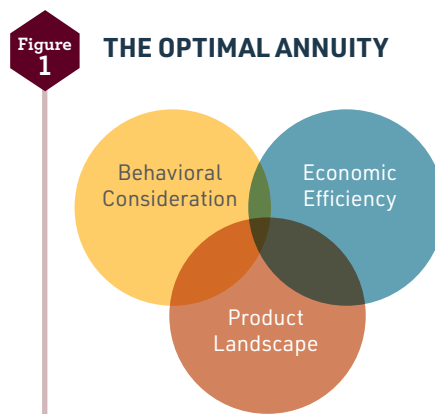 Figure
1
THE OPTIMAL ANNUITY
Behavioral
Consideration
Economic
Efficiency
Product
Landscape